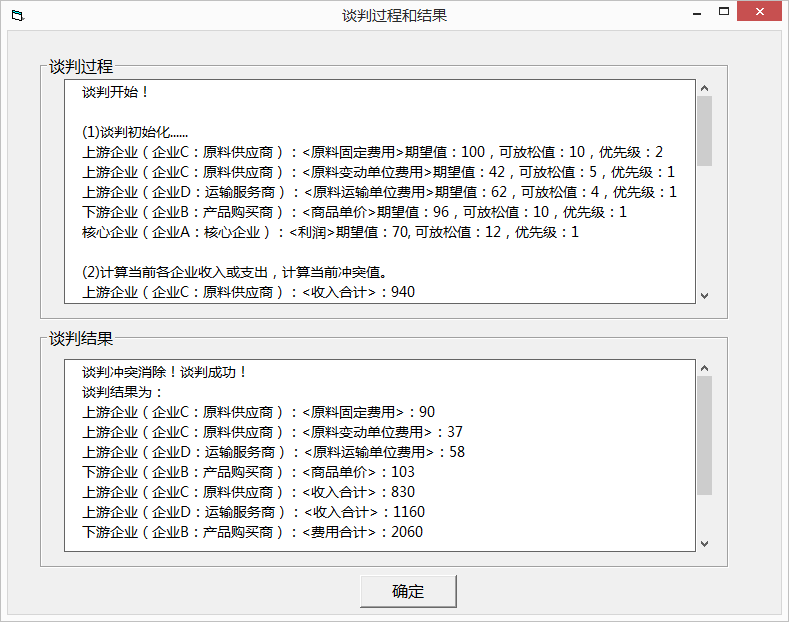 谈判过程和结果
谈判过程
谈判开始！
(1)谈判初始化......
上游企业（企业C：原料供应商）：<原料固定费用>期望值：100，可放松值：10，优先级：2
上游企业（企业C：原料供应商）：<原料变动单位费用>期望值：42，可放松值：5，优先级：1
上游企业（企业D：运输服务商）：<原料运输单位费用>期望值：62，可放松值：4，优先级：1
下游企业（企业B：产品购买商）：<商品单价>期望值：96，可放松值：10，优先级：1
核心企业（企业A：核心企业）：<利润>期望值：70, 可放松值：12，优先级：1
(2)计算当前各企业收入或支出，计算当前冲突值。
上游企业（企业C：原料供应商）：<收入合计>：940
谈判结果
谈判冲突消除！谈判成功！
谈判结果为：
上游企业（企业C：原料供应商）：<原料固定费用>：90
上游企业（企业C：原料供应商）：<原料变动单位费用>：37
上游企业（企业D：运输服务商）：<原料运输单位费用>：58
下游企业（企业B：产品购买商）：<商品单价>：103
上游企业（企业C：原料供应商）：<收入合计>：830
上游企业（企业D：运输服务商）：<收入合计>：1160
下游企业（企业B：产品购买商）：<费用合计>：2060
确定